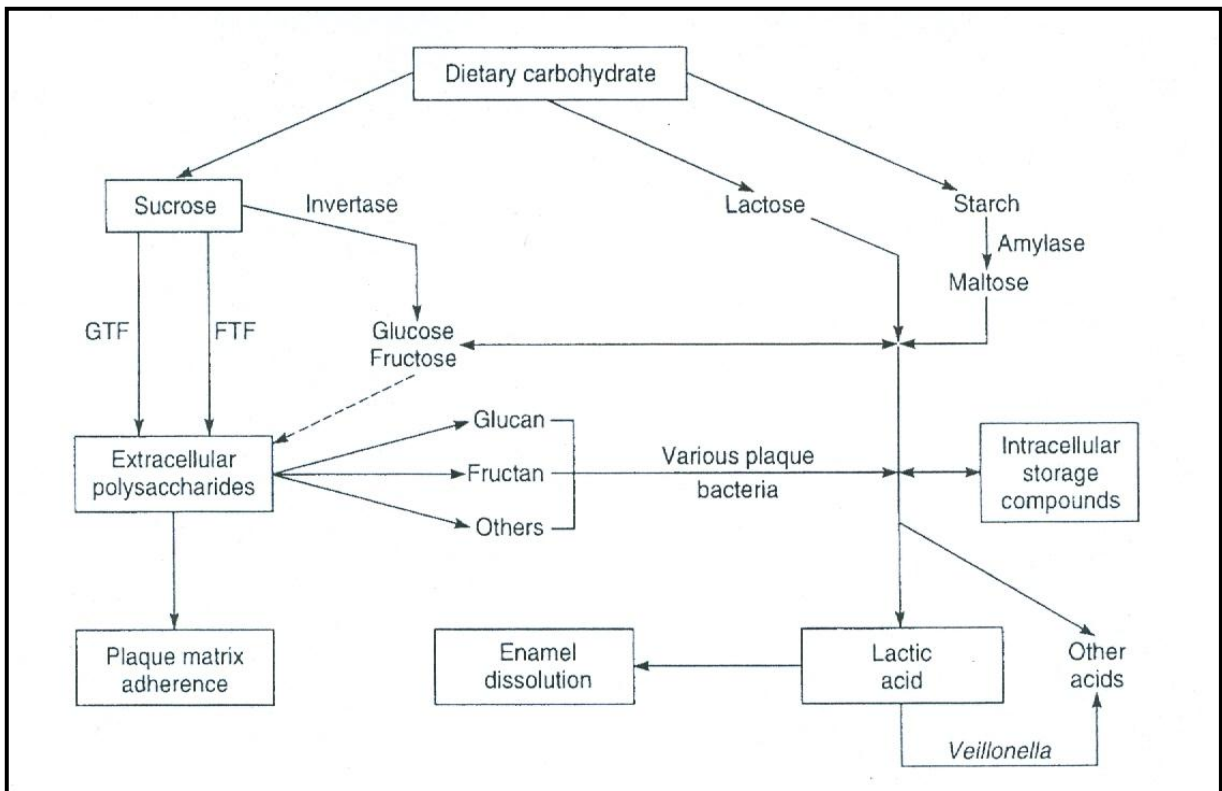 Dietary carbohydrate
Sucrose
Invertase
Lactose
Starch
Amylase
Maltose
GTF
FTF
Glucose
Fructose
Extracellular
polysaccharides
Glucan
Fructan
Others
Various plaque
bacteria
Intracellular
storage
compounds
Plaque matrix
adherence
Enamel
dissolution
Lactic
acid
Other
acids
Veillonella